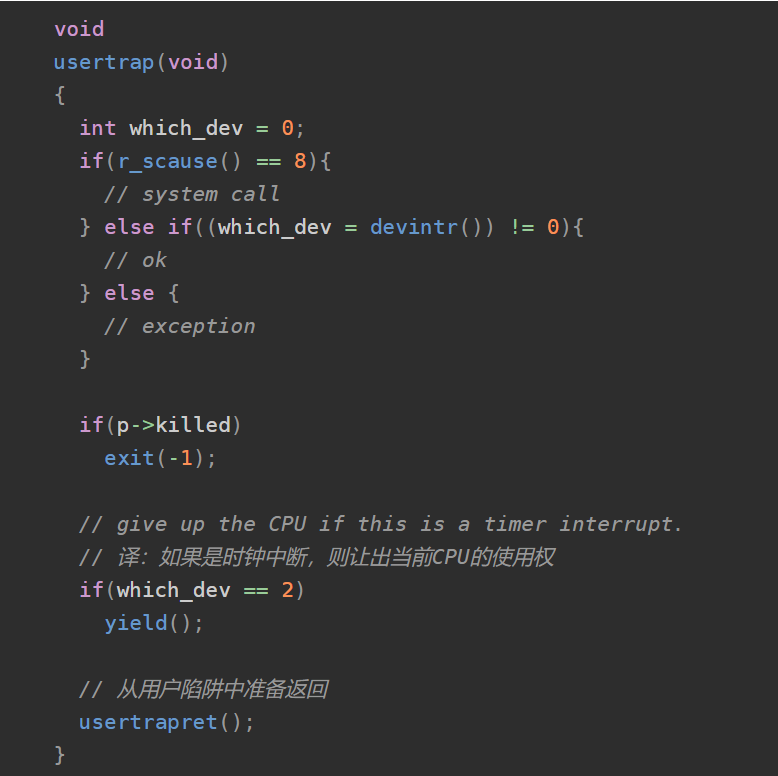 void
usertrap(void)
{
  int which_dev = 0;
  if(r_scause() == 8){
    // system call
  } else if((which_dev = devintr()) != 0){
    // ok
  } else {
    // exception
  }

  if(p->killed)
    exit(-1);

  // give up the CPU if this is a timer interrupt.
  // 译：如果是时钟中断，则让出当前CPU的使用权
  if(which_dev == 2)
    yield();

  // 从用户陷阱中准备返回
  usertrapret();
}